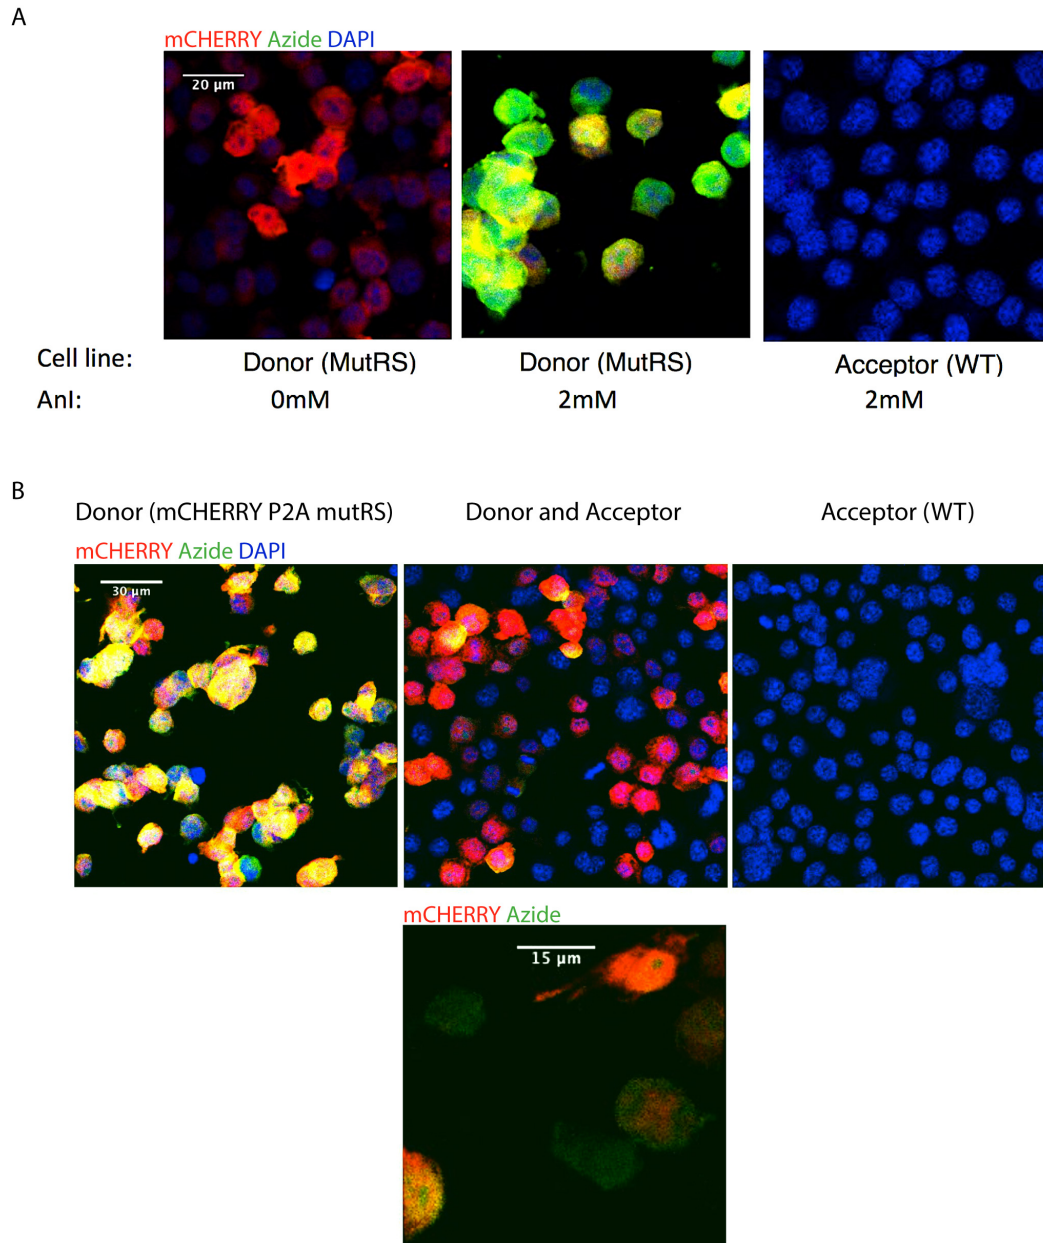 A
mCHERRY Azide DAPI
20 µm
Cell line: Donor (MutRS) Donor (MutRS) Acceptor (WT)
AnI: 0mM 2mM 2mM
B
Donor (mCHERRY P2A mutRS) Donor and Acceptor Acceptor (WT)
mCHERRY Azide DAPI
30 µm
mCHERRY Azide
15 µm